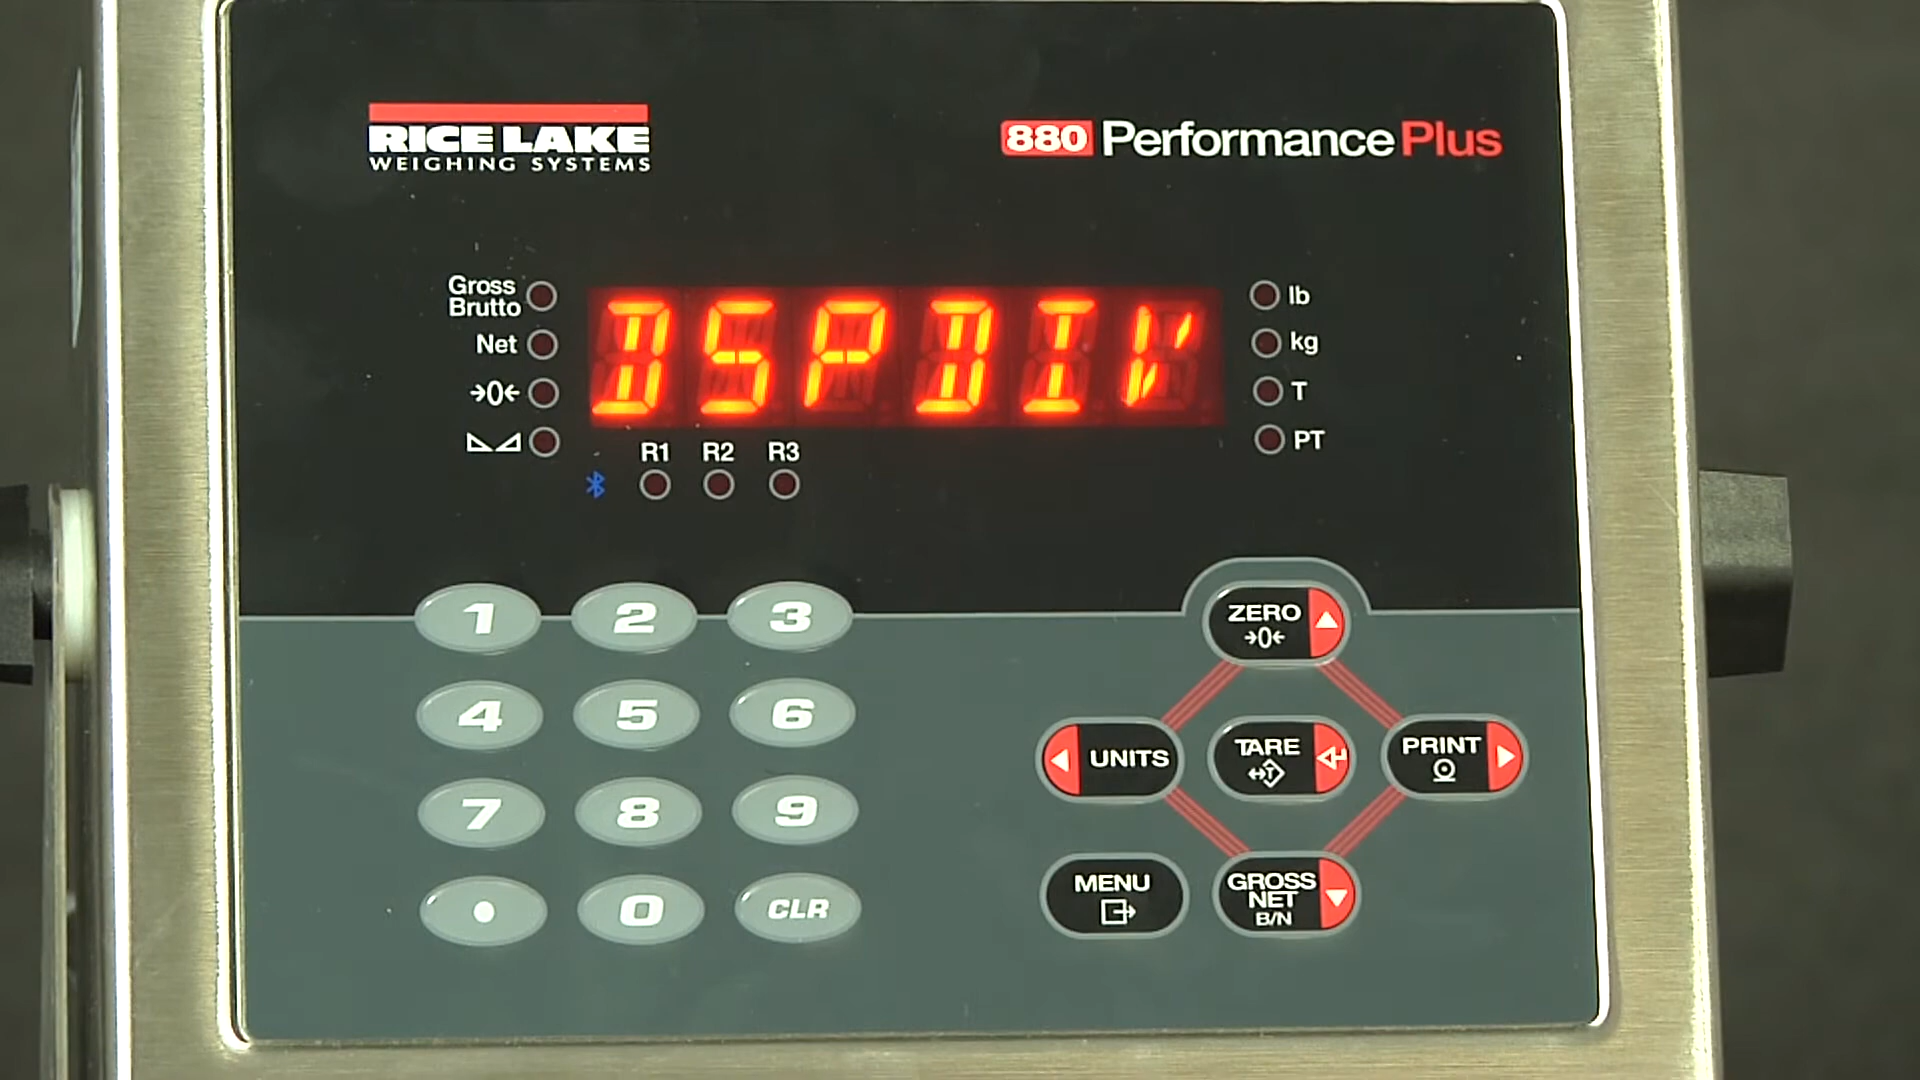 RICE LAKE
WEIGHING SYSTEMS
880 Performance Plus
Gross
Brutto
Net
→0←
DSPDIV
lb
kg
T
PT
R1 R2 R3
1 2 3
4 5 6
7 8 9
. 0 CLR
ZERO
→0←
UNITS
TARE
T
PRINT
MENU
GROSS
NET
B/N